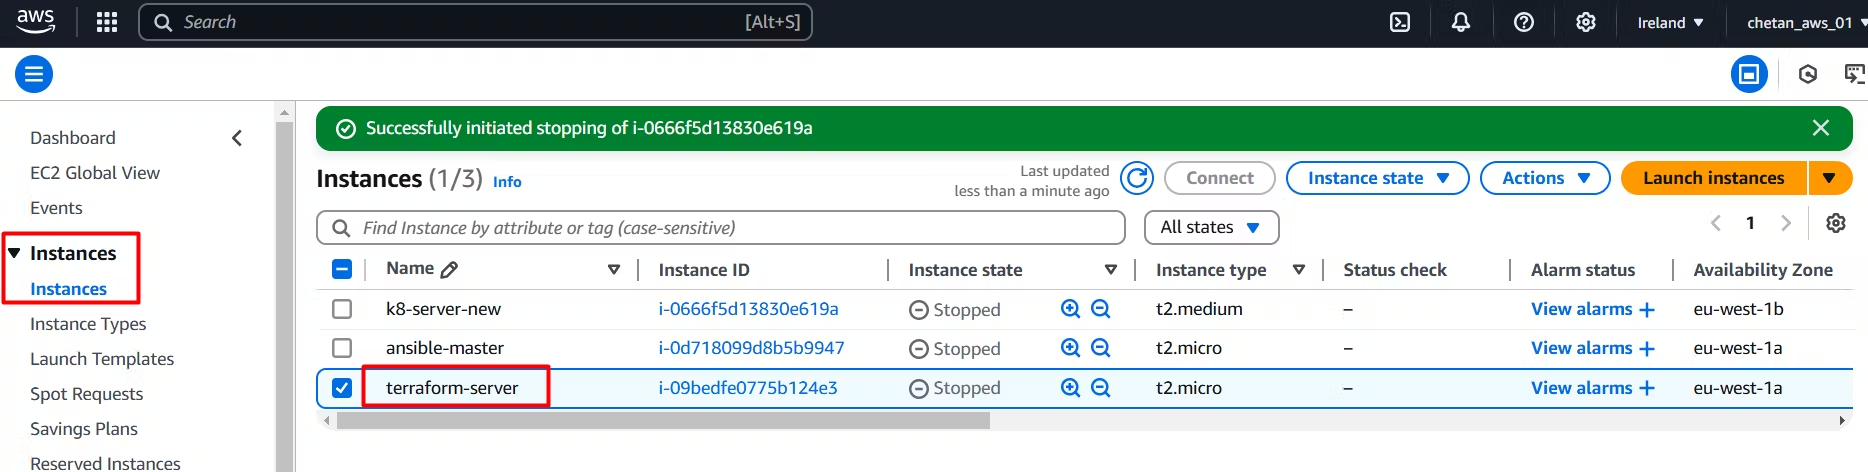 aws
Search [Alt+S] Ireland chetan_aws_01
Dashboard
EC2 Global View
Events
Instances
Instances
Instance Types
Launch Templates
Spot Requests
Savings Plans
Reserved Instances
Successfully initiated stopping of i-0666f5d13830e619a
Instances (1/3) Info
Last updated
less than a minute ago
Connect Instance state Actions Launch instances
Find Instance by attribute or tag (case-sensitive) All states 1
Name Instance ID Instance state Instance type Status check Alarm status Availability Zone
k8-server-new i-0666f5d13830e619a Stopped t2.medium – View alarms + eu-west-1b
ansible-master i-0d718099d8b5b9947 Stopped t2.micro – View alarms + eu-west-1a
terraform-server i-09bedfe0775b124e3 Stopped t2.micro – View alarms + eu-west-1a